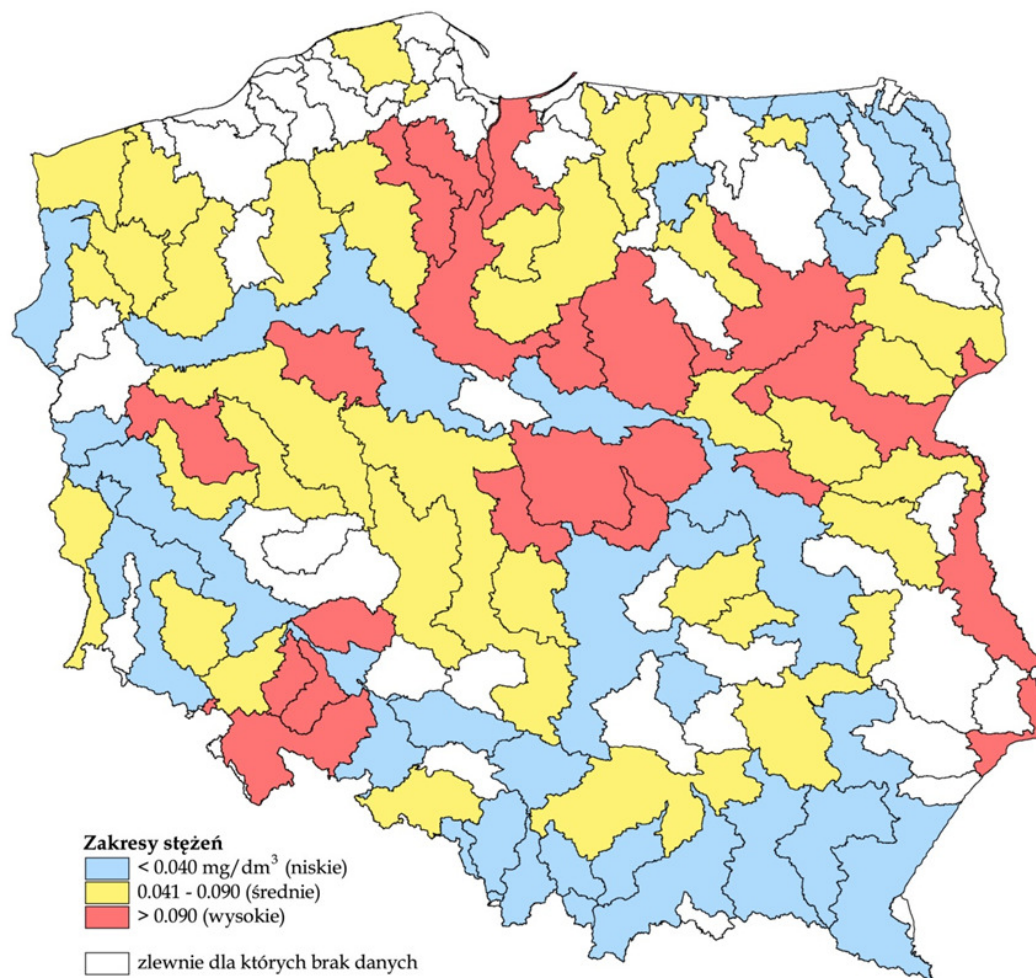 Zakresy stężeń
< 0.040 mg/dm³ (niskie)
0.041 - 0.090 (średnie)
> 0.090 (wysokie)
zlewnie dla których brak danych